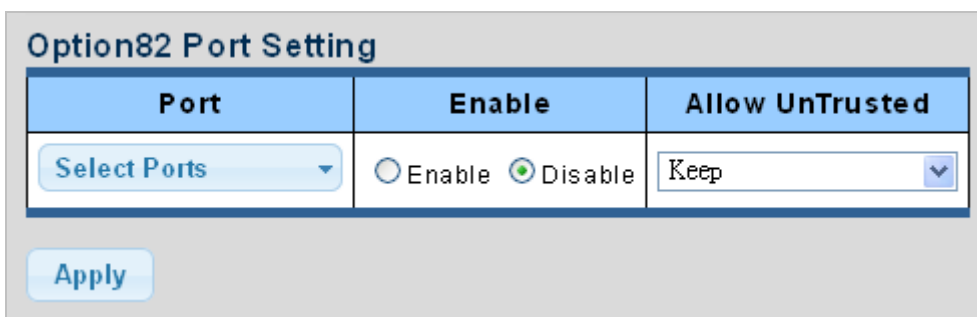 Option82 Port Setting
Port Enable Allow UnTrusted
Select Ports Enable Disable Keep
Apply